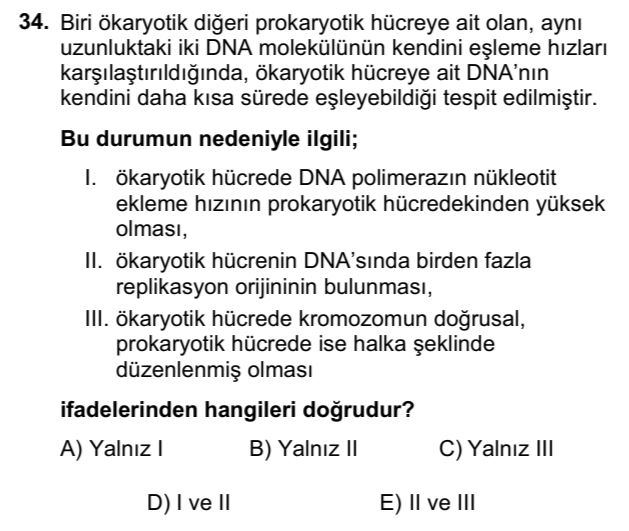 34. Biri ökaryotik diğeri prokaryotik hücreye ait olan, aynı
uzunluktaki iki DNA molekülünün kendini eşleme hızları
karşılaştırıldığında, ökaryotik hücreye ait DNA’nın
kendini daha kısa sürede eşleyebildiği tespit edilmiştir.
Bu durumun nedeniyle ilgili;
I. ökaryotik hücrede DNA polimerazın nükleotit
ekleme hızının prokaryotik hücredekinden yüksek
olması,
II. ökaryotik hücrenin DNA’sında birden fazla
replikasyon orijininin bulunması,
III. ökaryotik hücrede kromozomun doğrusal,
prokaryotik hücrede ise halka şeklinde
düzenlenmiş olması
ifadelerinden hangileri doğrudur?
A) Yalnız I B) Yalnız II C) Yalnız III
D) I ve II E) II ve III